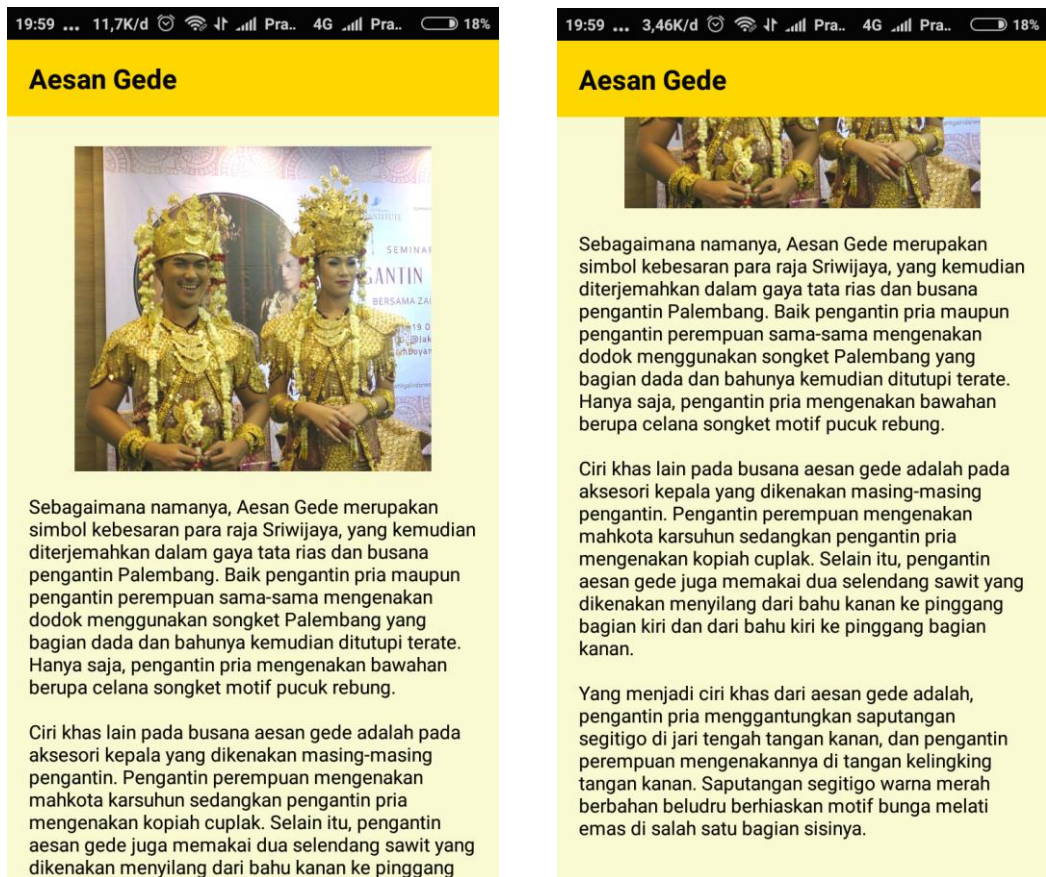 19:59 ... 11,7K/d Pra.. 4G Pra.. 18%
Aesan Gede
INSTITUTE
SEMINAR
GANTIN
BERSAMA ZA
Sebagaimana namanya, Aesan Gede merupakan
simbol kebesaran para raja Sriwijaya, yang kemudian
diterjemahkan dalam gaya tata rias dan busana
pengantin Palembang. Baik pengantin pria maupun
pengantin perempuan sama-sama mengenakan
dodok menggunakan songket Palembang yang
bagian dada dan bahunya kemudian ditutupi terate.
Hanya saja, pengantin pria mengenakan bawahan
berupa celana songket motif pucuk rebung.
Ciri khas lain pada busana aesan gede adalah pada
aksesori kepala yang dikenakan masing-masing
pengantin. Pengantin perempuan mengenakan
mahkota karsuhun sedangkan pengantin pria
mengenakan kopiah cuplak. Selain itu, pengantin
aesan gede juga memakai dua selendang sawit yang
dikenakan menyilang dari bahu kanan ke pinggang
19:59 ... 3,46K/d Pra.. 4G Pra.. 18%
Aesan Gede
Sebagaimana namanya, Aesan Gede merupakan
simbol kebesaran para raja Sriwijaya, yang kemudian
diterjemahkan dalam gaya tata rias dan busana
pengantin Palembang. Baik pengantin pria maupun
pengantin perempuan sama-sama mengenakan
dodok menggunakan songket Palembang yang
bagian dada dan bahunya kemudian ditutupi terate.
Hanya saja, pengantin pria mengenakan bawahan
berupa celana songket motif pucuk rebung.
Ciri khas lain pada busana aesan gede adalah pada
aksesori kepala yang dikenakan masing-masing
pengantin. Pengantin perempuan mengenakan
mahkota karsuhun sedangkan pengantin pria
mengenakan kopiah cuplak. Selain itu, pengantin
aesan gede juga memakai dua selendang sawit yang
dikenakan menyilang dari bahu kanan ke pinggang
bagian kiri dan dari bahu kiri ke pinggang bagian
kanan.
Yang menjadi ciri khas dari aesan gede adalah,
pengantin pria menggantungkan saputangan
segitigo di jari tengah tangan kanan, dan pengantin
perempuan mengenakannya di tangan kelingking
tangan kanan. Saputangan segitigo warna merah
berbahan beludru berhiaskan motif bunga melati
emas di salah satu bagian sisinya.